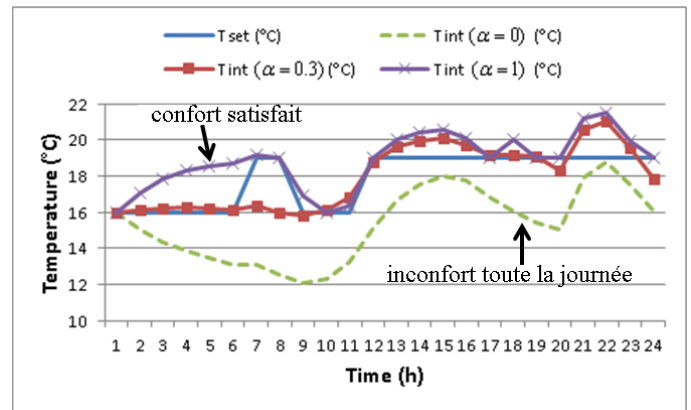 Tset (°C)
Tint (α = 0) (°C)
Tint (α = 0.3) (°C)
Tint (α = 1) (°C)
confort satisfait
inconfort toute la journée
Temperature (°C)
22
20
18
16
14
12
10
1 2 3 4 5 6 7 8 9 10 11 12 13 14 15 16 17 18 19 20 21 22 23 24
Time (h)